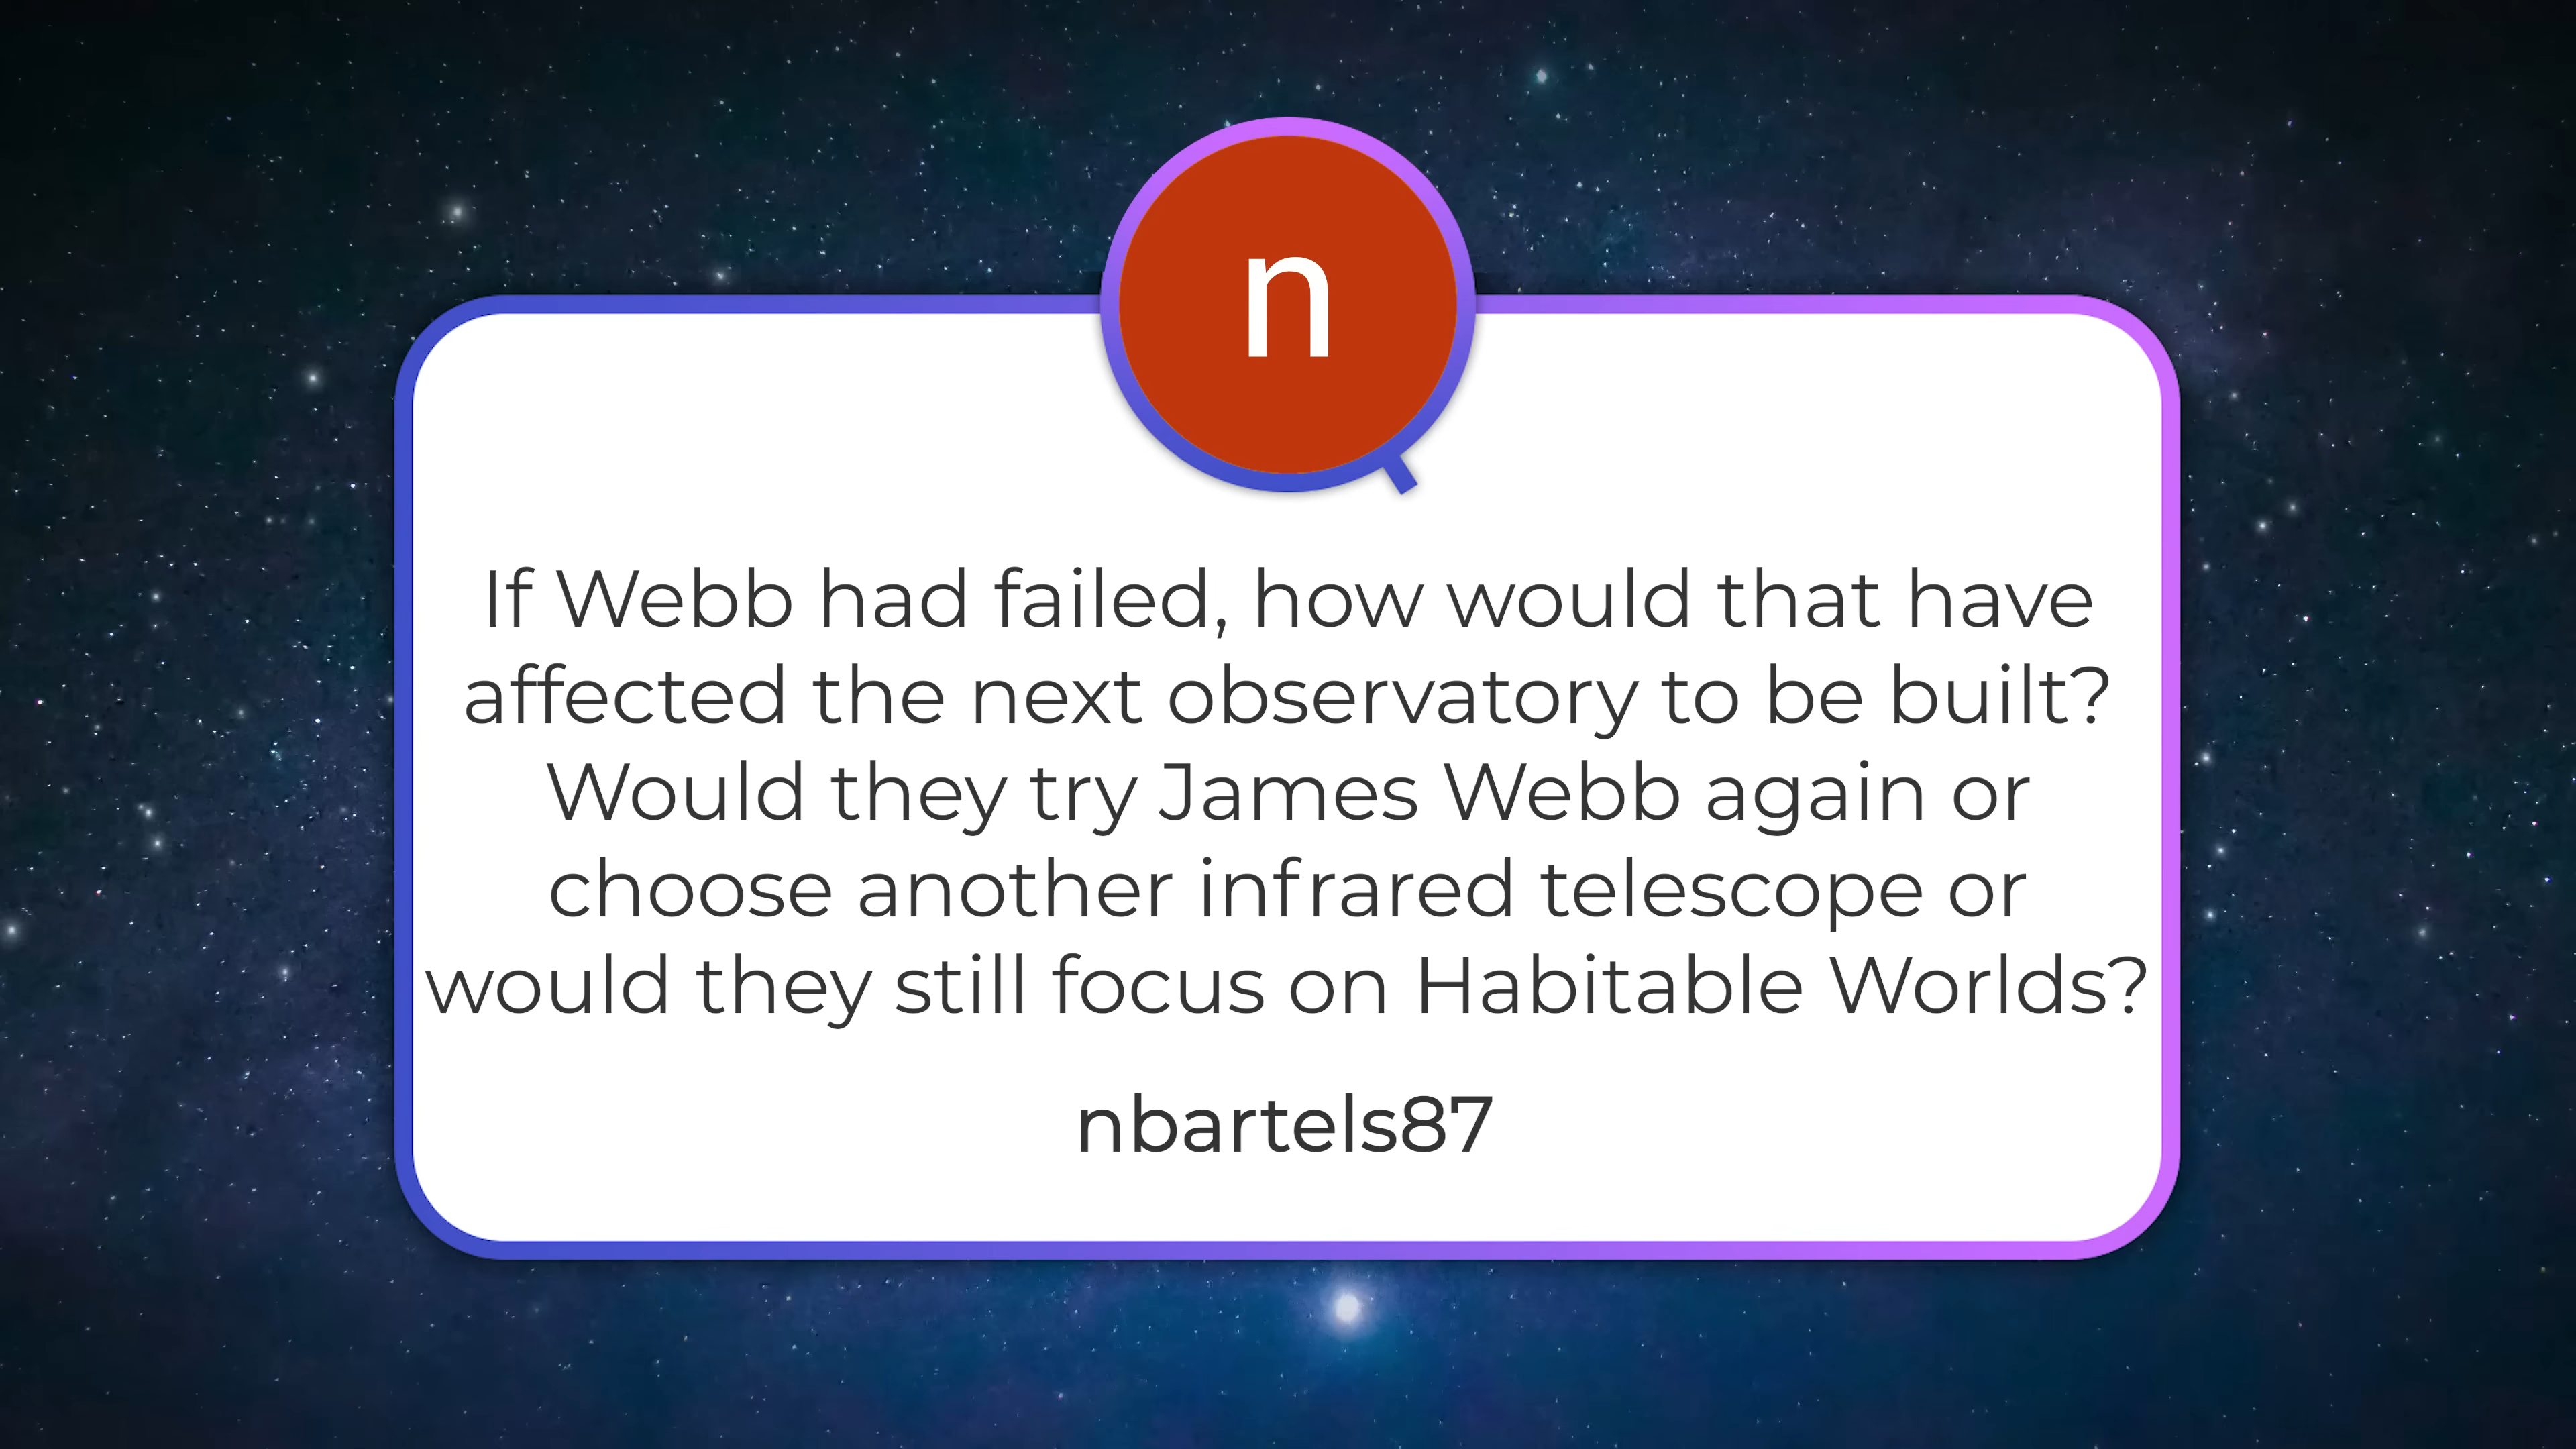 n
If Webb had failed, how would that have
affected the next observatory to be built?
Would they try James Webb again or
choose another infrared telescope or
would they still focus on Habitable Worlds?
nbartels87